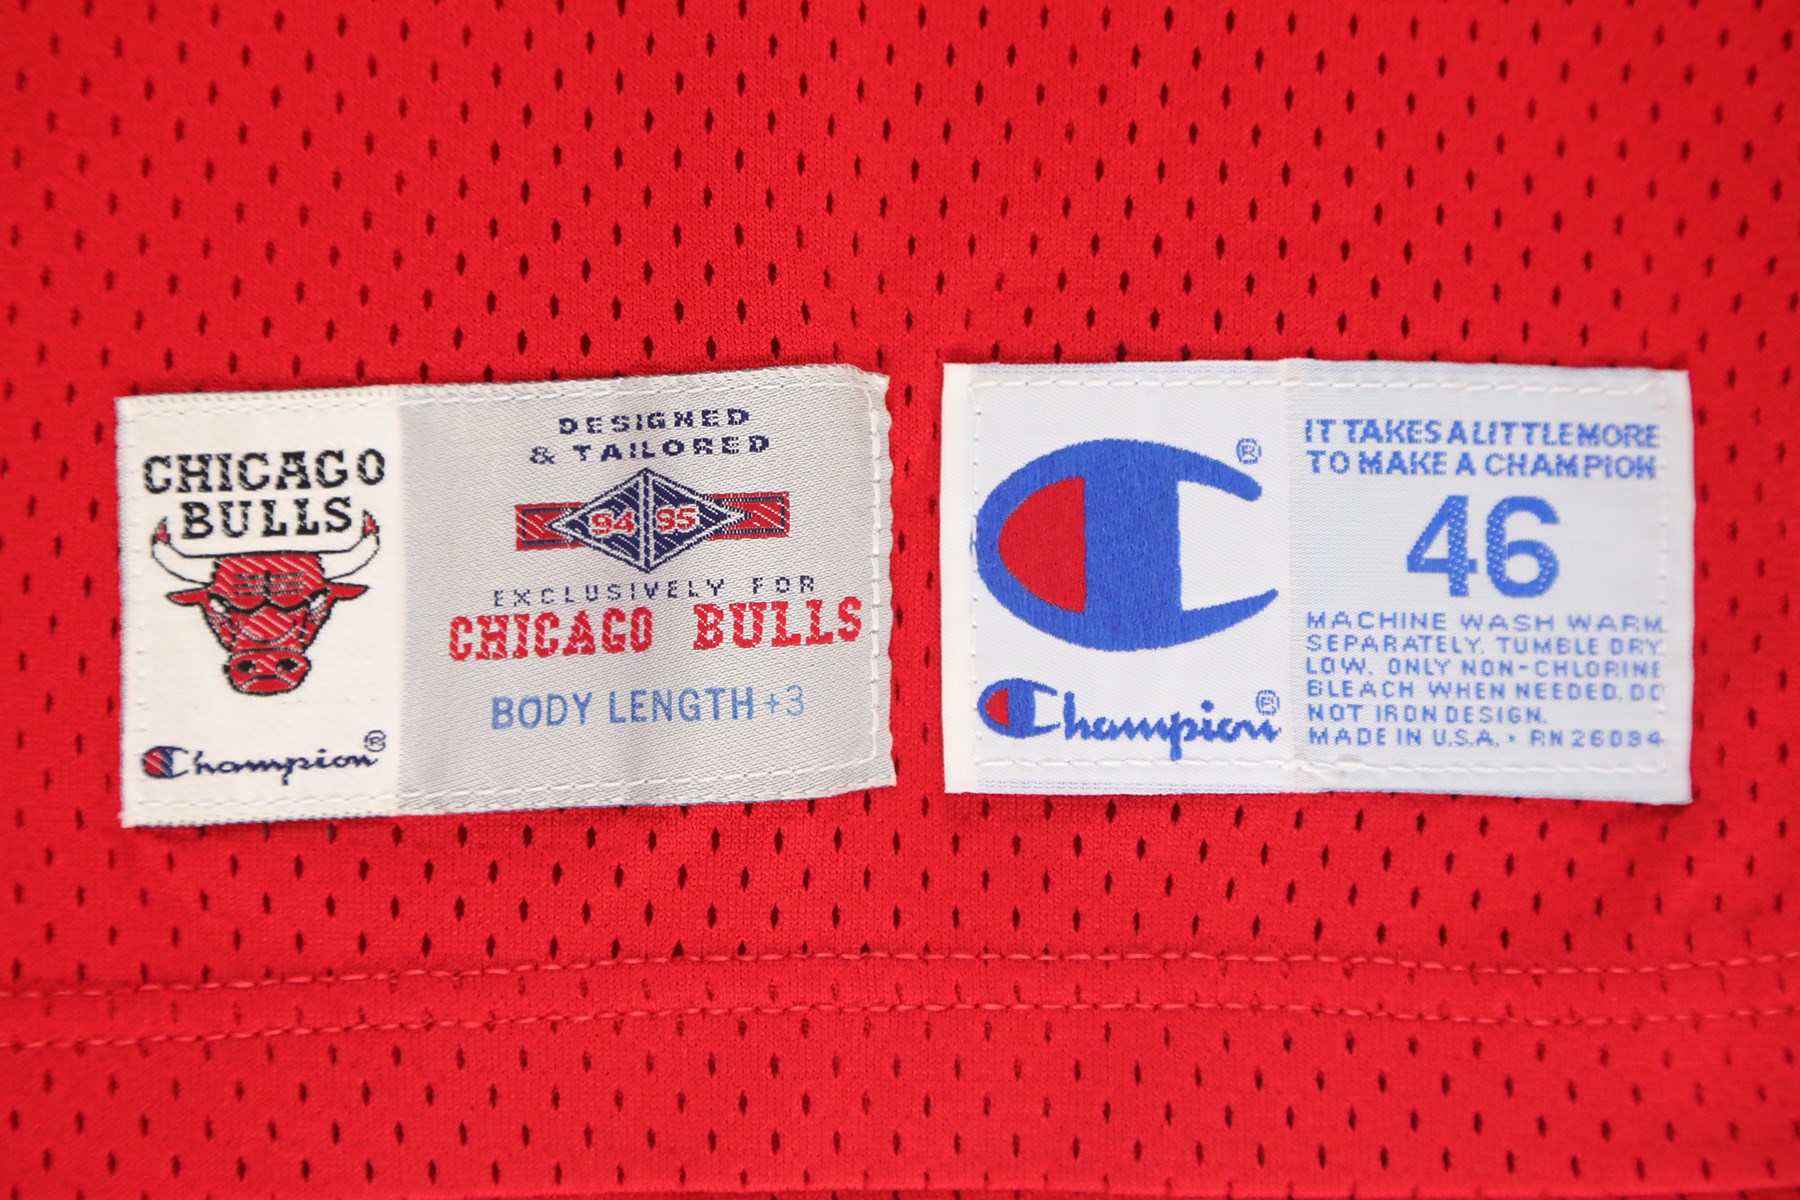 CHICAGO
BULLS
Champion®
DESIGNED
& TAILORED
94 95
EXCLUSIVELY FOR
CHICAGO BULLS
BODY LENGTH +3
®
Champion®
IT TAKES A LITTLE MORE
TO MAKE A CHAMPION
46
MACHINE WASH WARM
SEPARATELY. TUMBLE DRY
LOW. ONLY NON-CHLORINE
BLEACH WHEN NEEDED. DO
NOT IRON DESIGN.
MADE IN U.S.A. • RN 26094